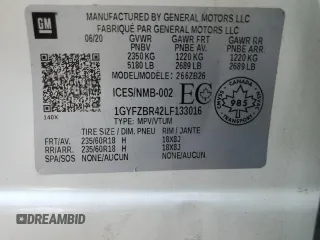 GM
MANUFACTURED BY GENERAL MOTORS LLC
FABRIQUÉ PAR GENERAL MOTORS LLC
06/20 GVWR GAWR FRT GAWR RR
PNBV PNBE AV PNBE ARR
2350 KG 1220 KG 1220 KG
5180 LB 2689 LB 2689 LB
MODEL/MODÈLE: 266ZB26
ICES/NMB-002 EC 985
1GYFZBR42LF133016
140X TYPE: MPV/VTUM
TIRE SIZE / DIM. PNEU RIM / JANTE
FRT/AV. 235/60R18 H 18X8J
RR/ARR. 235/60R18 H 18X8J
SPA/SOS NONE/AUCUN NONE/AUCUN
DREAMBID